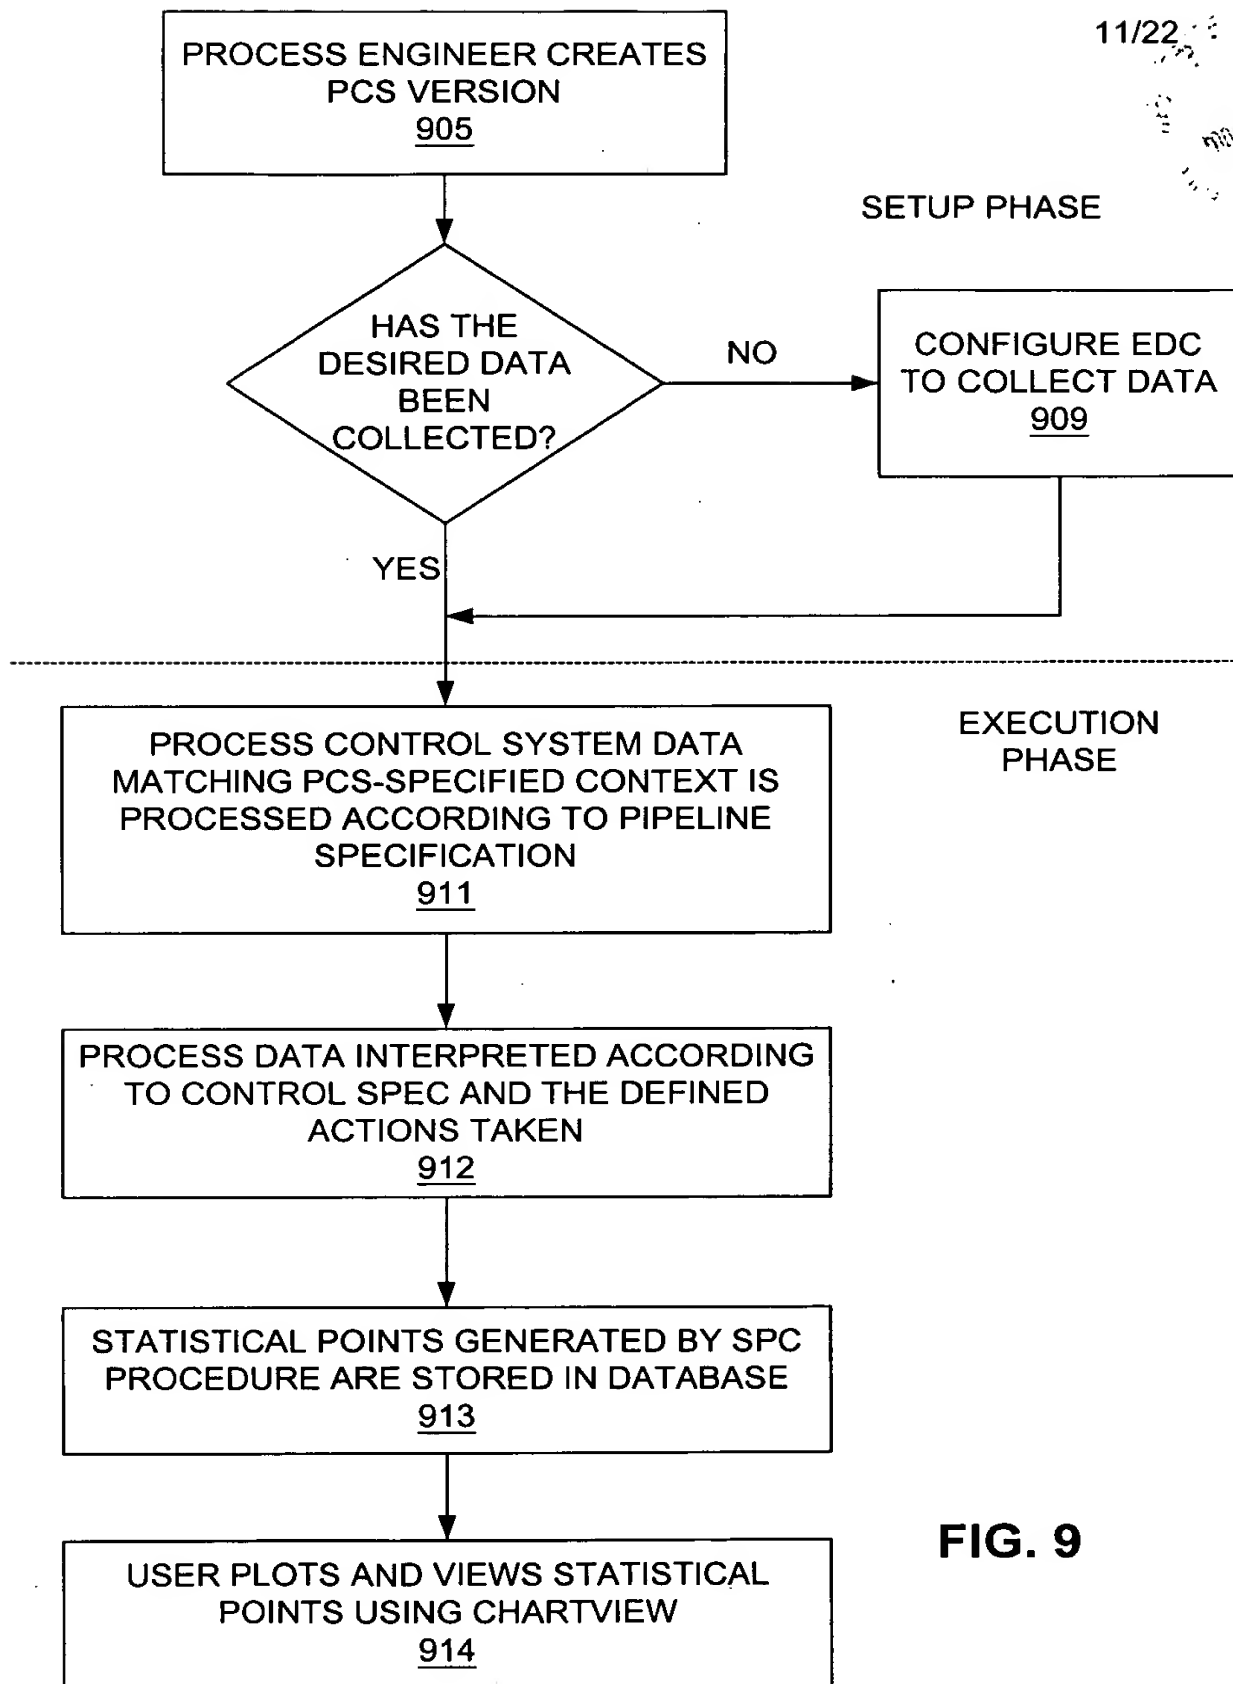 11/22
PROCESS ENGINEER CREATES
PCS VERSION
905
SETUP PHASE
HAS THE
DESIRED DATA
BEEN
COLLECTED?
NO
CONFIGURE EDC
TO COLLECT DATA
909
YES
EXECUTION
PHASE
PROCESS CONTROL SYSTEM DATA
MATCHING PCS-SPECIFIED CONTEXT IS
PROCESSED ACCORDING TO PIPELINE
SPECIFICATION
911
PROCESS DATA INTERPRETED ACCORDING
TO CONTROL SPEC AND THE DEFINED
ACTIONS TAKEN
912
STATISTICAL POINTS GENERATED BY SPC
PROCEDURE ARE STORED IN DATABASE
913
FIG. 9
USER PLOTS AND VIEWS STATISTICAL
POINTS USING CHARTVIEW
914